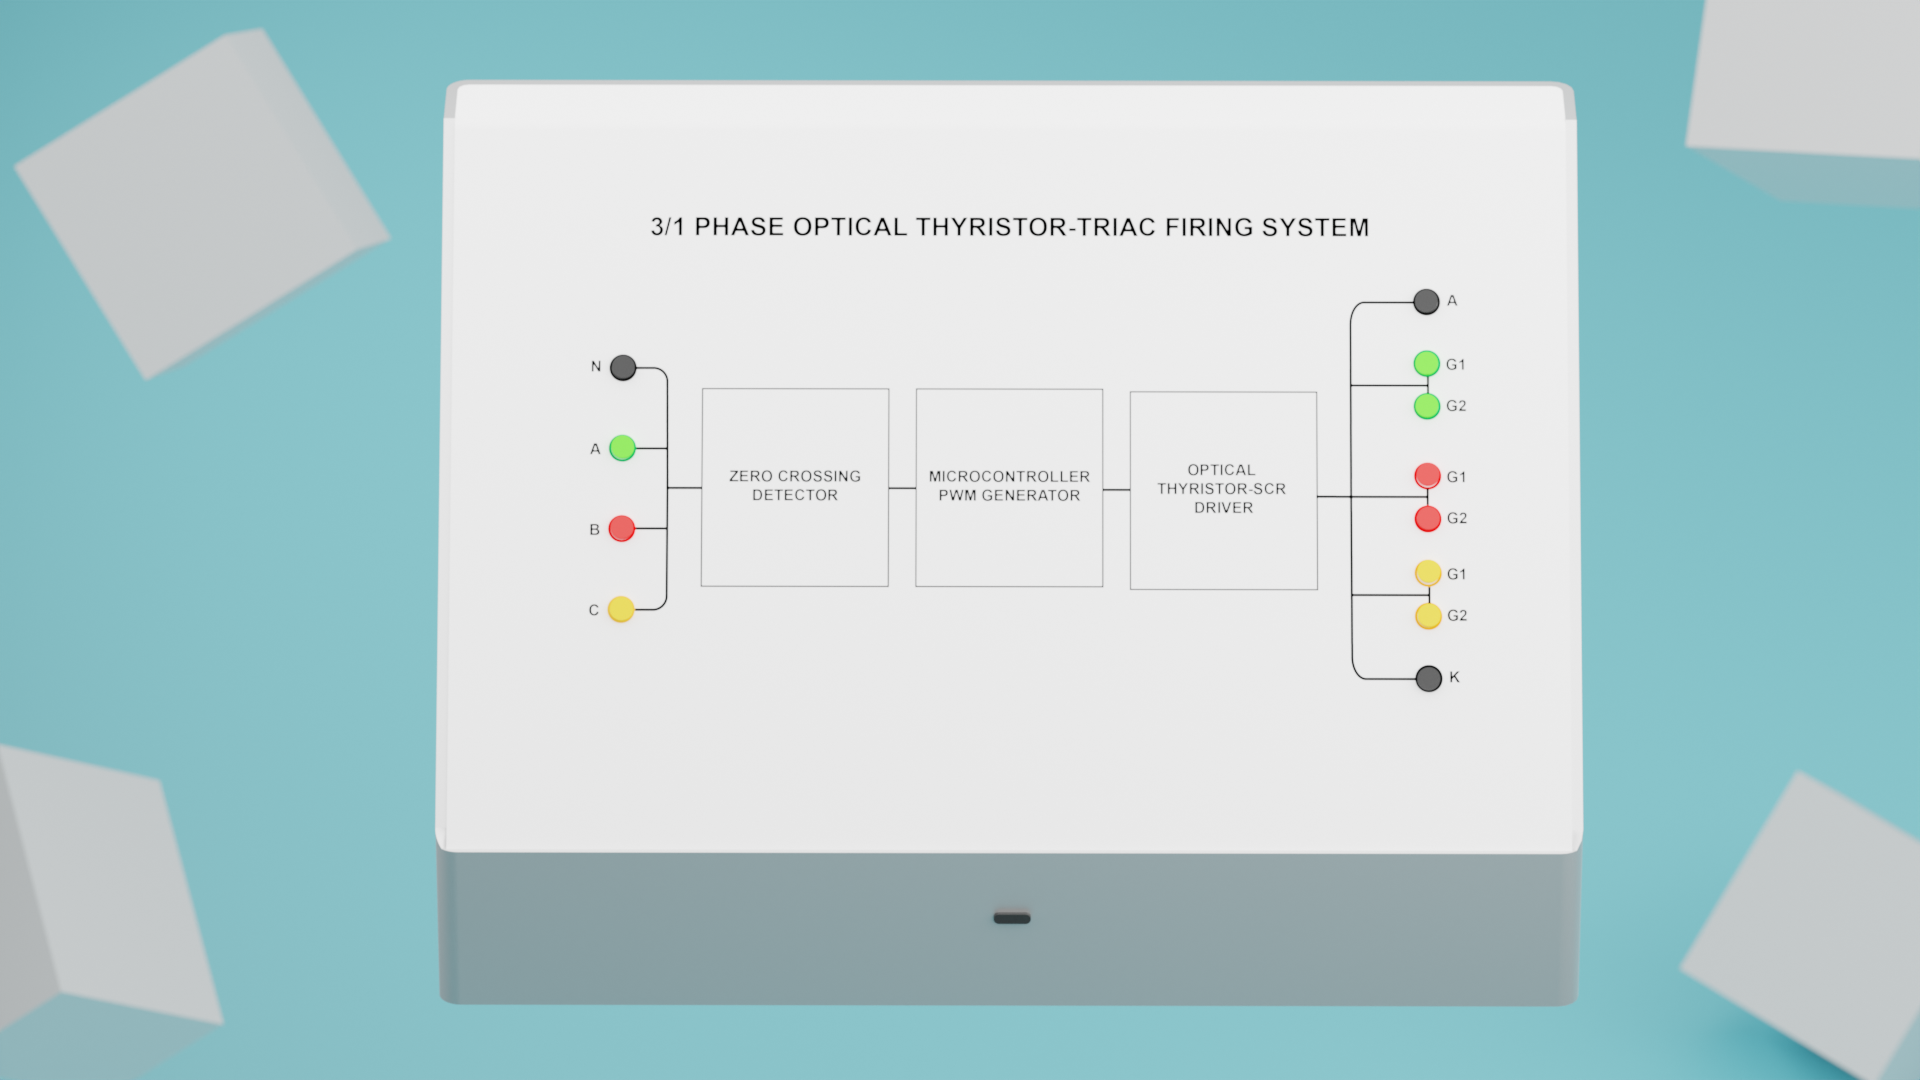 3/1 PHASE OPTICAL THYRISTOR-TRIAC FIRING SYSTEM
N
A
B
C
ZERO CROSSING
DETECTOR
MICROCONTROLLER
PWM GENERATOR
OPTICAL
THYRISTOR-SCR
DRIVER
A
G1
G2
G1
G2
G1
G2
K